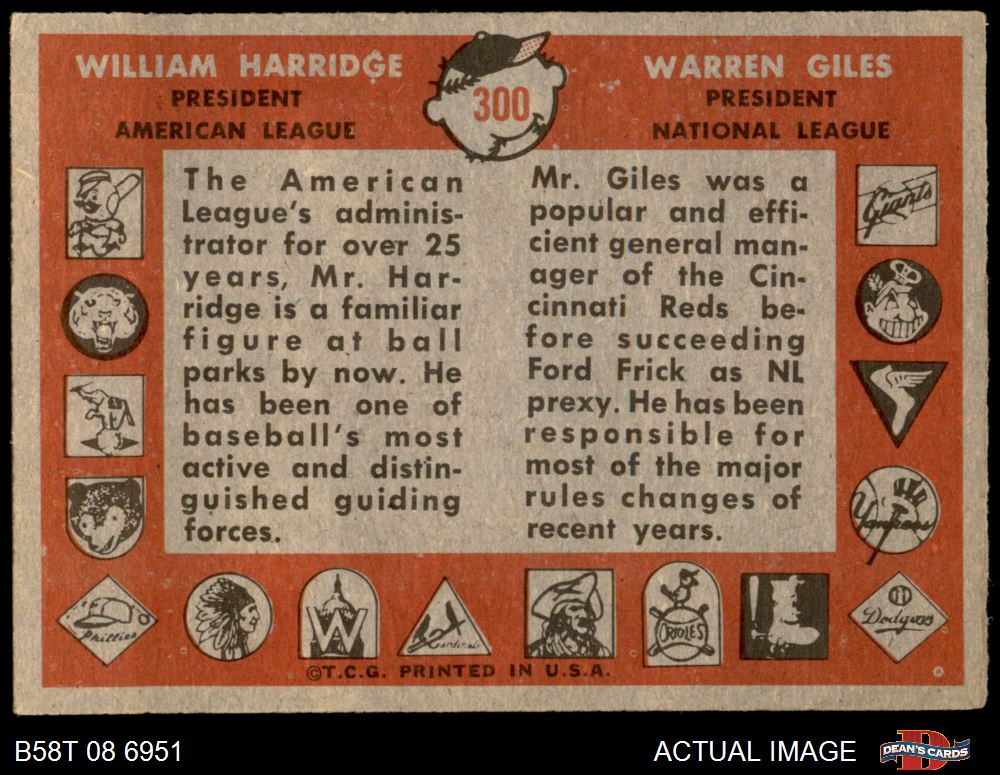 WILLIAM HARRIDGE
PRESIDENT
AMERICAN LEAGUE
300
WARREN GILES
PRESIDENT
NATIONAL LEAGUE
The American
League's adminis-
trator for over 25
years, Mr. Har-
ridge is a familiar
figure at ball
parks by now. He
has been one of
baseball's most
active and distin-
guished guiding
forces.
Mr. Giles was a
popular and effi-
cient general man-
ager of the Cin-
cinnati Reds be-
fore succeeding
Ford Frick as NL
prexy. He has been
responsible for
most of the major
rules changes of
recent years.
Giants
Yankees
Phillies
W
Cardinals
ORIOLES
Dodgers
©T.C.G. PRINTED IN U.S.A.
B58T 08 6951
ACTUAL IMAGE
D
DEAN'S CARDS